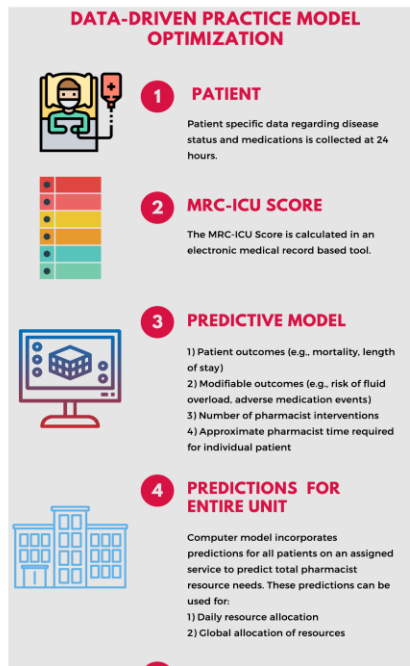 DATA-DRIVEN PRACTICE MODEL
OPTIMIZATION
1 PATIENT
Patient specific data regarding disease
status and medications is collected at 24
hours.
2 MRC-ICU SCORE
The MRC-ICU Score is calculated in an
electronic medical record based tool.
3 PREDICTIVE MODEL
1) Patient outcomes (e.g., mortality, length
of stay)
2) Modifiable outcomes (e.g., risk of fluid
overload, adverse medication events)
3) Number of pharmacist interventions
4) Approximate pharmacist time required
for individual patient
4 PREDICTIONS FOR
ENTIRE UNIT
Computer model incorporates
predictions for all patients on an assigned
service to predict total pharmacist
resource needs. These predictions can be
used for:
1) Daily resource allocation
2) Global allocation of resources